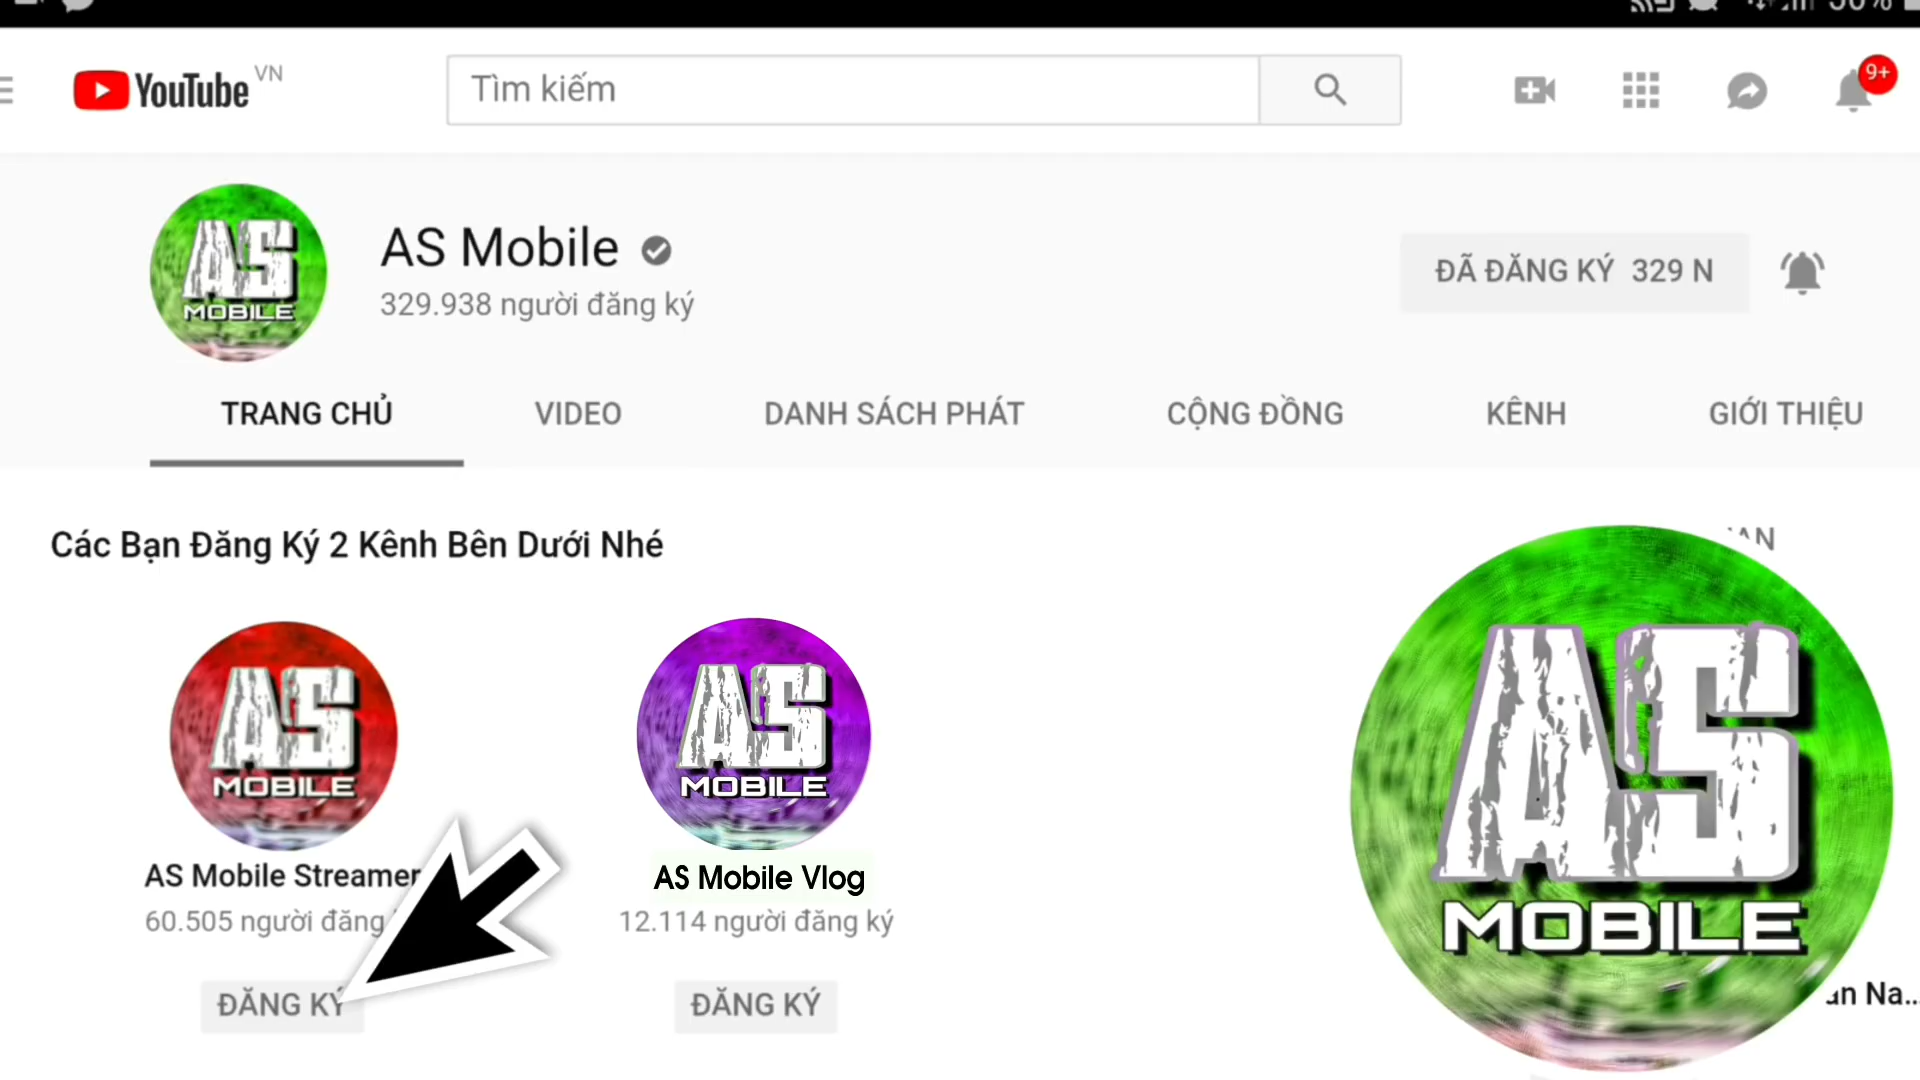 YouTube VN
Tìm kiếm
9+
AS
MOBILE
AS Mobile
329.938 người đăng ký
ĐÃ ĐĂNG KÝ 329 N
TRANG CHỦ
VIDEO
DANH SÁCH PHÁT
CỘNG ĐỒNG
KÊNH
GIỚI THIỆU
Các Bạn Đăng Ký 2 Kênh Bên Dưới Nhé
AS
MOBILE
AS Mobile Streamer
60.505 người đăng
ĐĂNG KÝ
AS
MOBILE
AS Mobile Vlog
12.114 người đăng ký
ĐĂNG KÝ
AS
MOBILE
Na...